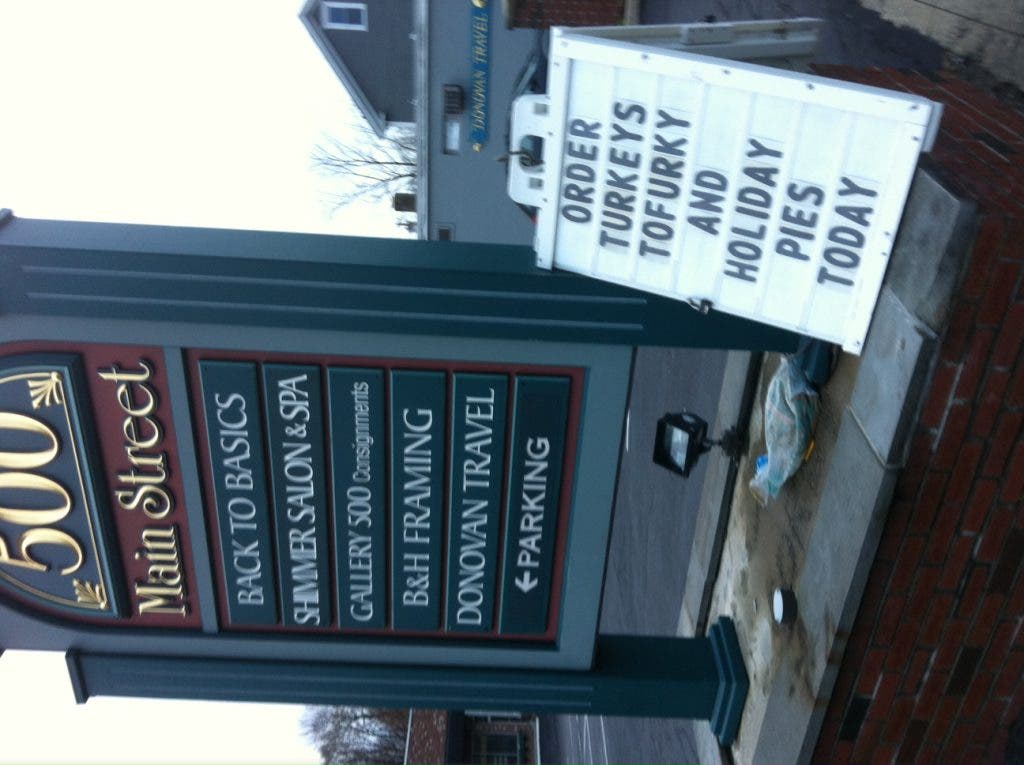 500
Main Street
BACK TO BASICS
SHIMMER SALON & SPA
GALLERY 500 Consignments
B&H FRAMING
DONOVAN TRAVEL
←PARKING
DONOVAN TRAVEL
ORDER
TURKEYS
TOFURKY
AND
HOLIDAY
PIES
TODAY